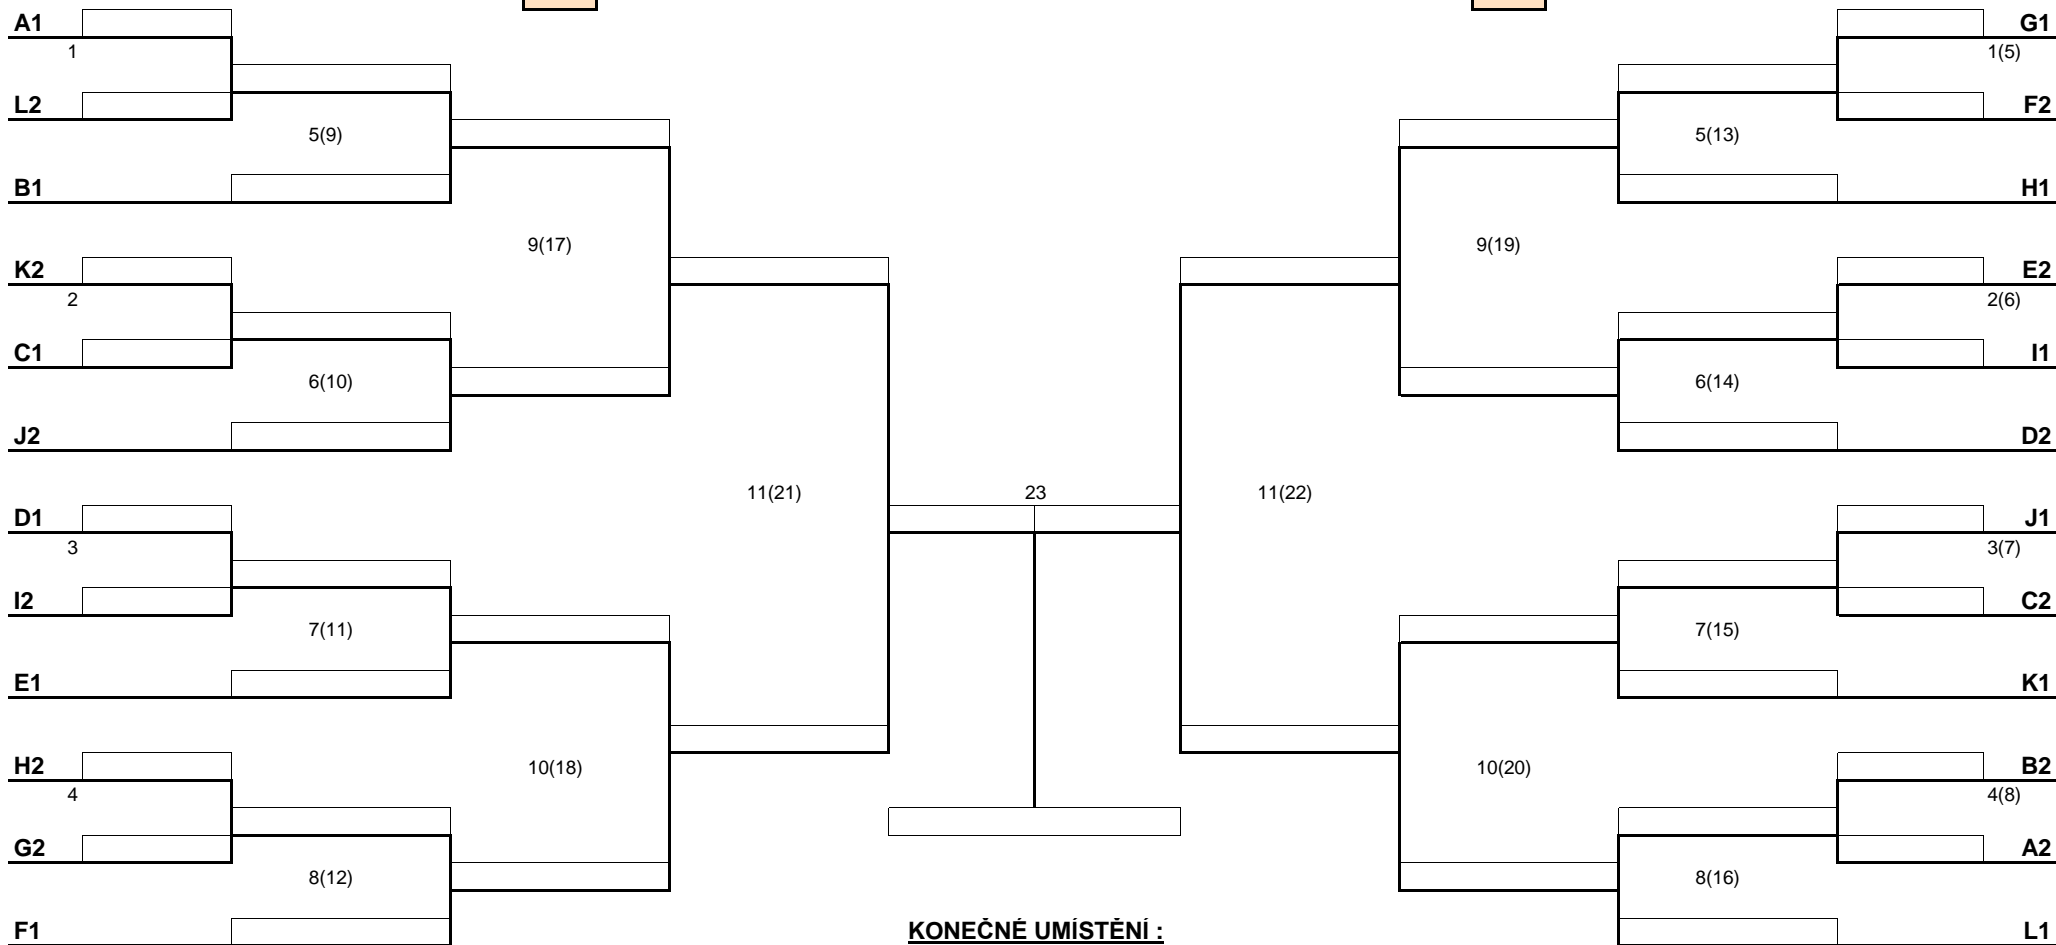 A1
G1
1
1(5)
L2
F2
5(9)
5(13)
B1
H1
9(17)
9(19)
K2
E2
2
2(6)
C1
I1
6(10)
6(14)
J2
D2
11(21)
23
11(22)
D1
J1
3
3(7)
I2
C2
7(11)
7(15)
E1
K1
H2
B2
10(18)
10(20)
4
4(8)
G2
A2
8(12)
8(16)
F1
KONEČNÉ UMÍSTĚNÍ :
L1